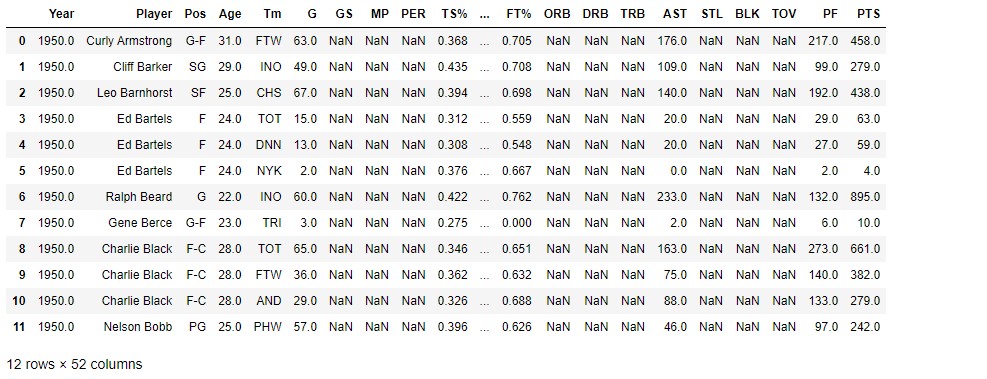 Year Player Pos Age Tm G GS MP PER TS% ... FT% ORB DRB TRB AST STL BLK TOV PF PTS
0 1950.0 Curly Armstrong G-F 31.0 FTW 63.0 NaN NaN NaN 0.368 ... 0.705 NaN NaN NaN 176.0 NaN NaN NaN 217.0 458.0
1 1950.0 Cliff Barker SG 29.0 INO 49.0 NaN NaN NaN 0.435 ... 0.708 NaN NaN NaN 109.0 NaN NaN NaN 99.0 279.0
2 1950.0 Leo Barnhorst SF 25.0 CHS 67.0 NaN NaN NaN 0.394 ... 0.698 NaN NaN NaN 140.0 NaN NaN NaN 192.0 438.0
3 1950.0 Ed Bartels F 24.0 TOT 15.0 NaN NaN NaN 0.312 ... 0.559 NaN NaN NaN 20.0 NaN NaN NaN 29.0 63.0
4 1950.0 Ed Bartels F 24.0 DNN 13.0 NaN NaN NaN 0.308 ... 0.548 NaN NaN NaN 20.0 NaN NaN NaN 27.0 59.0
5 1950.0 Ed Bartels F 24.0 NYK 2.0 NaN NaN NaN 0.376 ... 0.667 NaN NaN NaN 0.0 NaN NaN NaN 2.0 4.0
6 1950.0 Ralph Beard G 22.0 INO 60.0 NaN NaN NaN 0.422 ... 0.762 NaN NaN NaN 233.0 NaN NaN NaN 132.0 895.0
7 1950.0 Gene Berce G-F 23.0 TRI 3.0 NaN NaN NaN 0.275 ... 0.000 NaN NaN NaN 2.0 NaN NaN NaN 6.0 10.0
8 1950.0 Charlie Black F-C 28.0 TOT 65.0 NaN NaN NaN 0.346 ... 0.651 NaN NaN NaN 163.0 NaN NaN NaN 273.0 661.0
9 1950.0 Charlie Black F-C 28.0 FTW 36.0 NaN NaN NaN 0.362 ... 0.632 NaN NaN NaN 75.0 NaN NaN NaN 140.0 382.0
10 1950.0 Charlie Black F-C 28.0 AND 29.0 NaN NaN NaN 0.326 ... 0.688 NaN NaN NaN 88.0 NaN NaN NaN 133.0 279.0
11 1950.0 Nelson Bobb PG 25.0 PHW 57.0 NaN NaN NaN 0.396 ... 0.626 NaN NaN NaN 46.0 NaN NaN NaN 97.0 242.0
12 rows × 52 columns